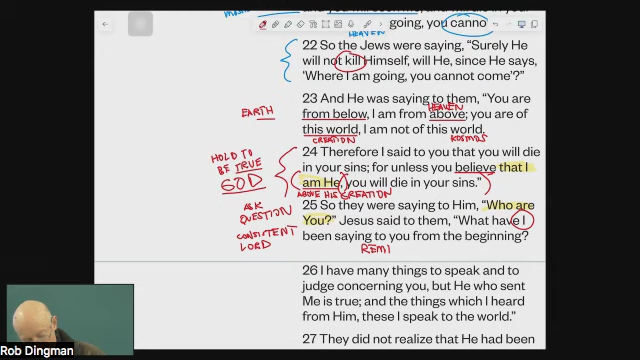 going, you canno
HEAVEN
22 So the Jews were saying, "Surely He
will not kill Himself, will He, since He says,
'Where I am going, you cannot come'?"
23 And He was saying to them, "You are
EARTH
from below, I am from above; you are of
HEAVEN
this world, I am not of this world.
CREATION
KOSMOS
24 Therefore I said to you that you will die
in your sins; for unless you believe that I
am He, you will die in your sins."
HOLD TO
BE TRUE
GOD
ABOVE HIS CREATION
25 So they were saying to Him, "Who are
You?" Jesus said to them, "What have I
been saying to you from the beginning?
ASK
QUESTION
CONSISTENT
LORD
REMI
26 I have many things to speak and to
judge concerning you, but He who sent
Me is true; and the things which I heard
from Him, these I speak to the world."
27 They did not realize that He had been
Rob Dingman